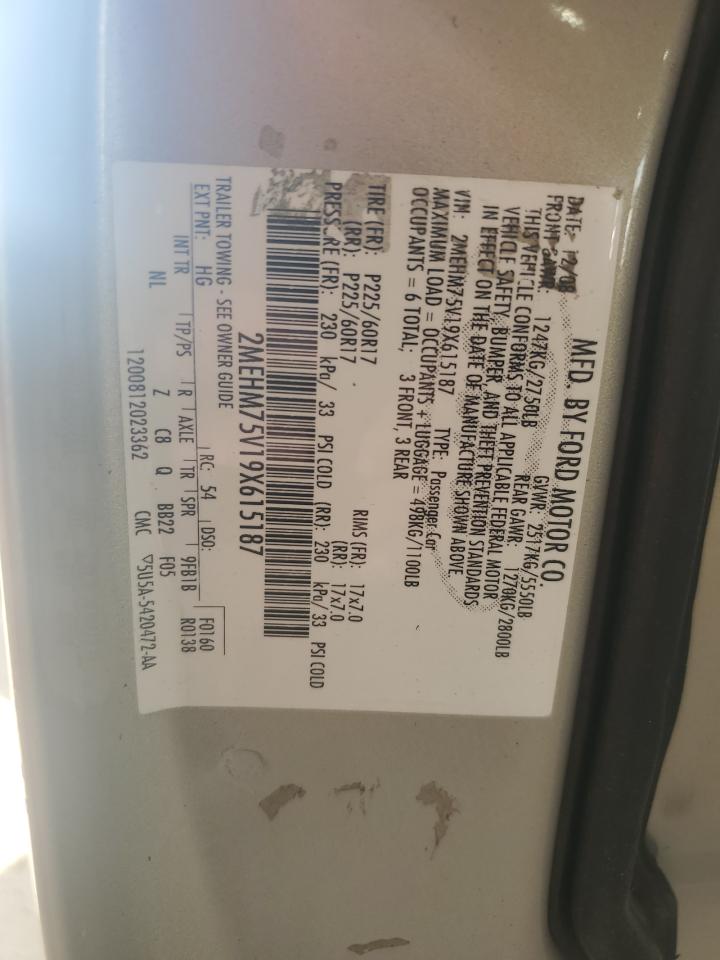 MFD. BY FORD MOTOR CO.
DATE: 12/08 GVWR: 2517KG/5550LB
FRONT GAWR: 1247KG/2750LB REAR GAWR: 1270KG/2800LB
THIS VEHICLE CONFORMS TO ALL APPLICABLE FEDERAL MOTOR
VEHICLE SAFETY, BUMPER, AND THEFT PREVENTION STANDARDS
IN EFFECT ON THE DATE OF MANUFACTURE SHOWN ABOVE.
VIN: 2MEHM75V19X615187 TYPE: Passenger Car
MAXIMUM LOAD = OCCUPANTS + LUGGAGE = 498KG/1100LB
OCCUPANTS = 6 TOTAL; 3 FRONT, 3 REAR
TIRE (FR): P225/60R17 RIMS (FR): 17x7.0
(RR): P225/60R17 (RR): 17x7.0
PRESS RE (FR): 230 kPa/ 33 PSI COLD (RR): 230 kPa/ 33 PSI COLD
2MEHM75V19X615187
TRAILER TOWING - SEE OWNER GUIDE
EXT PNT: HG RC: 54 DSO: F0160
INT TR TP/PS R AXLE TR SPR 9FB1B R0138
NL Z C8 Q BB22 F05
1200812023362 CMC ▽5U5A-5420472-AA